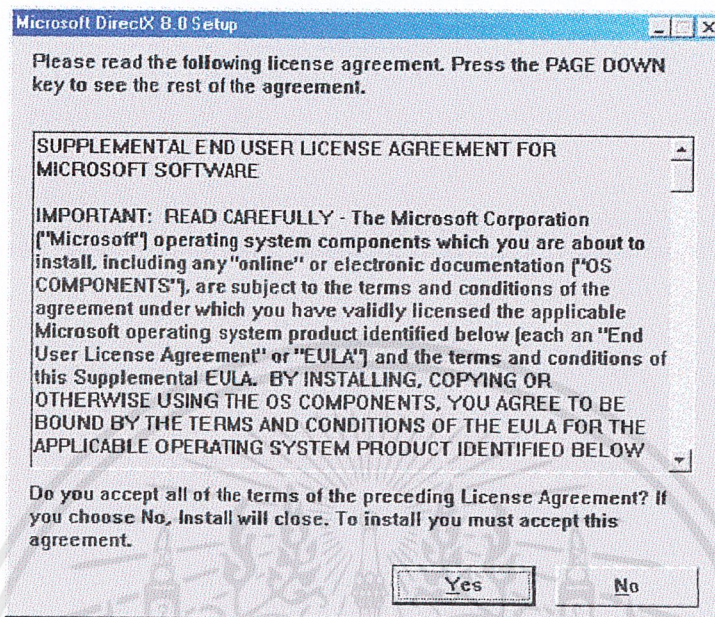 Microsoft DirectX 8.0 Setup
Please read the following license agreement. Press the PAGE DOWN
key to see the rest of the agreement.
SUPPLEMENTAL END USER LICENSE AGREEMENT FOR
MICROSOFT SOFTWARE
IMPORTANT: READ CAREFULLY - The Microsoft Corporation
("Microsoft") operating system components which you are about to
install, including any "online" or electronic documentation ("OS
COMPONENTS"), are subject to the terms and conditions of the
agreement under which you have validly licensed the applicable
Microsoft operating system product identified below (each an "End
User License Agreement" or "EULA") and the terms and conditions of
this Supplemental EULA. BY INSTALLING, COPYING OR
OTHERWISE USING THE OS COMPONENTS, YOU AGREE TO BE
BOUND BY THE TERMS AND CONDITIONS OF THE EULA FOR THE
APPLICABLE OPERATING SYSTEM PRODUCT IDENTIFIED BELOW
Do you accept all of the terms of the preceding License Agreement? If
you choose No, Install will close. To install you must accept this
agreement.
Yes No